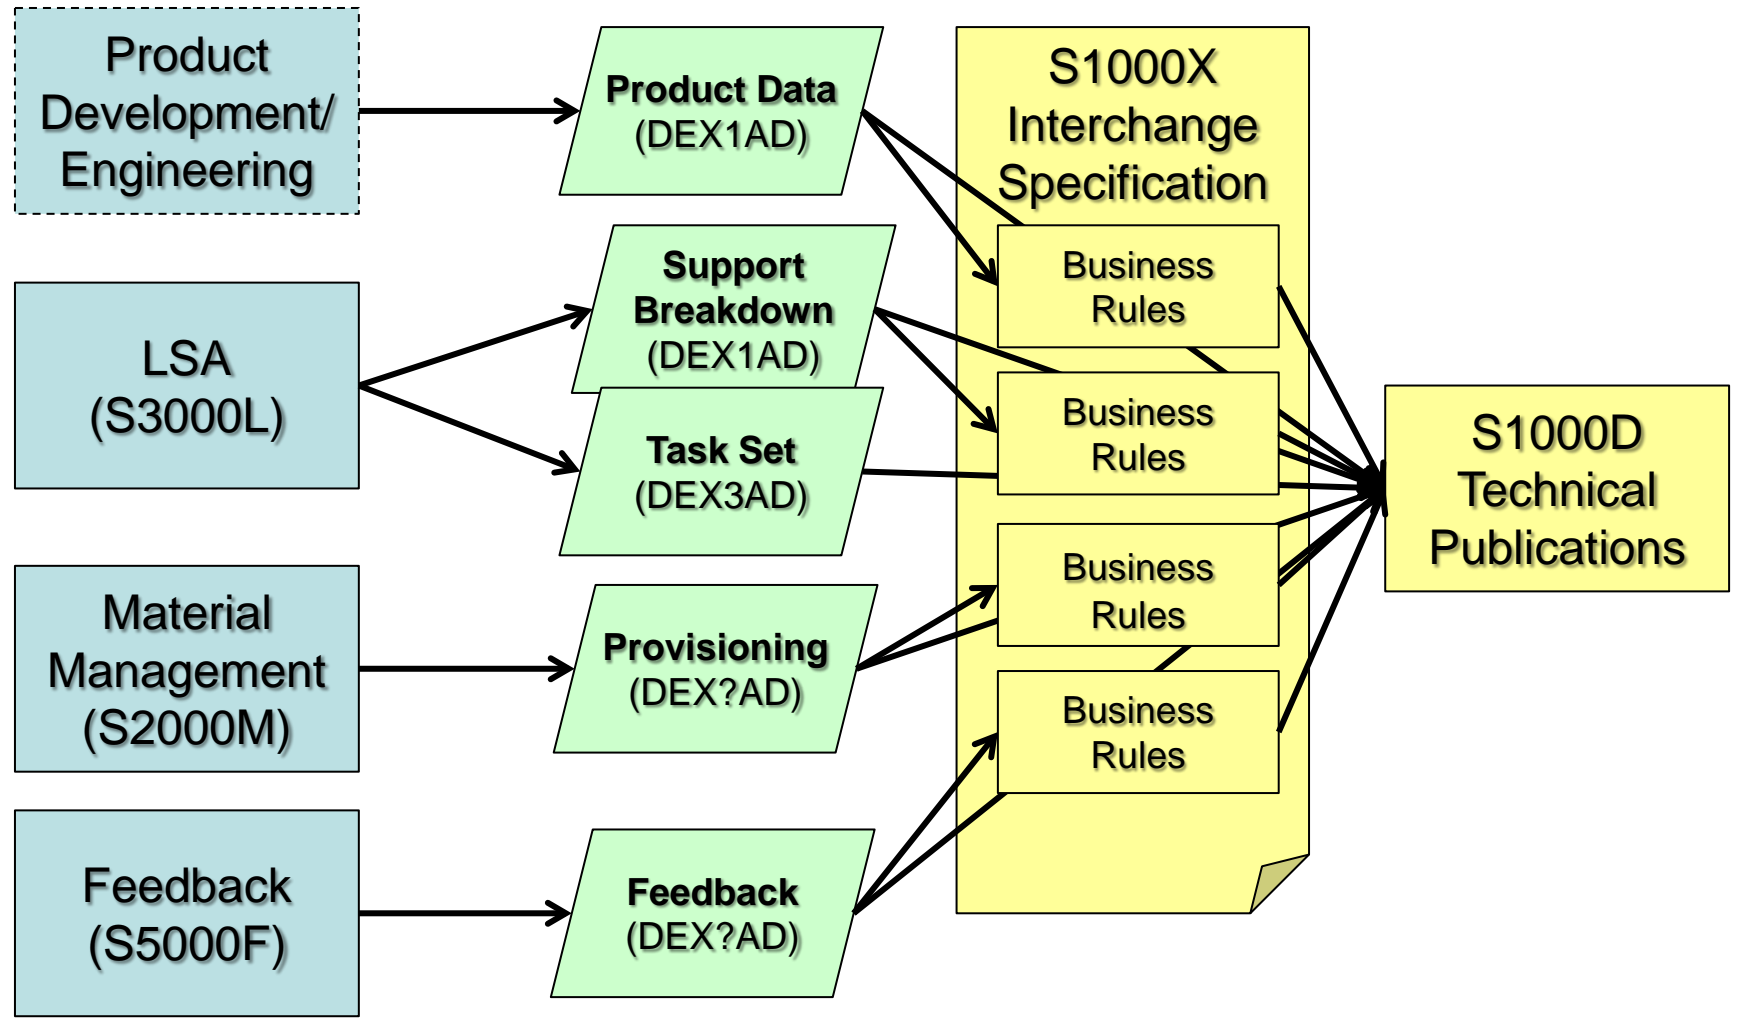 Product
Development/
Engineering
LSA
(S3000L)
Material
Management
(S2000M)
Feedback
(S5000F)
Product Data
(DEX1AD)
Support
Breakdown
(DEX1AD)
Task Set
(DEX3AD)
Provisioning
(DEX?AD)
Feedback
(DEX?AD)
S1000X
Interchange
Specification
Business
Rules
Business
Rules
Business
Rules
Business
Rules
S1000D
Technical
Publications